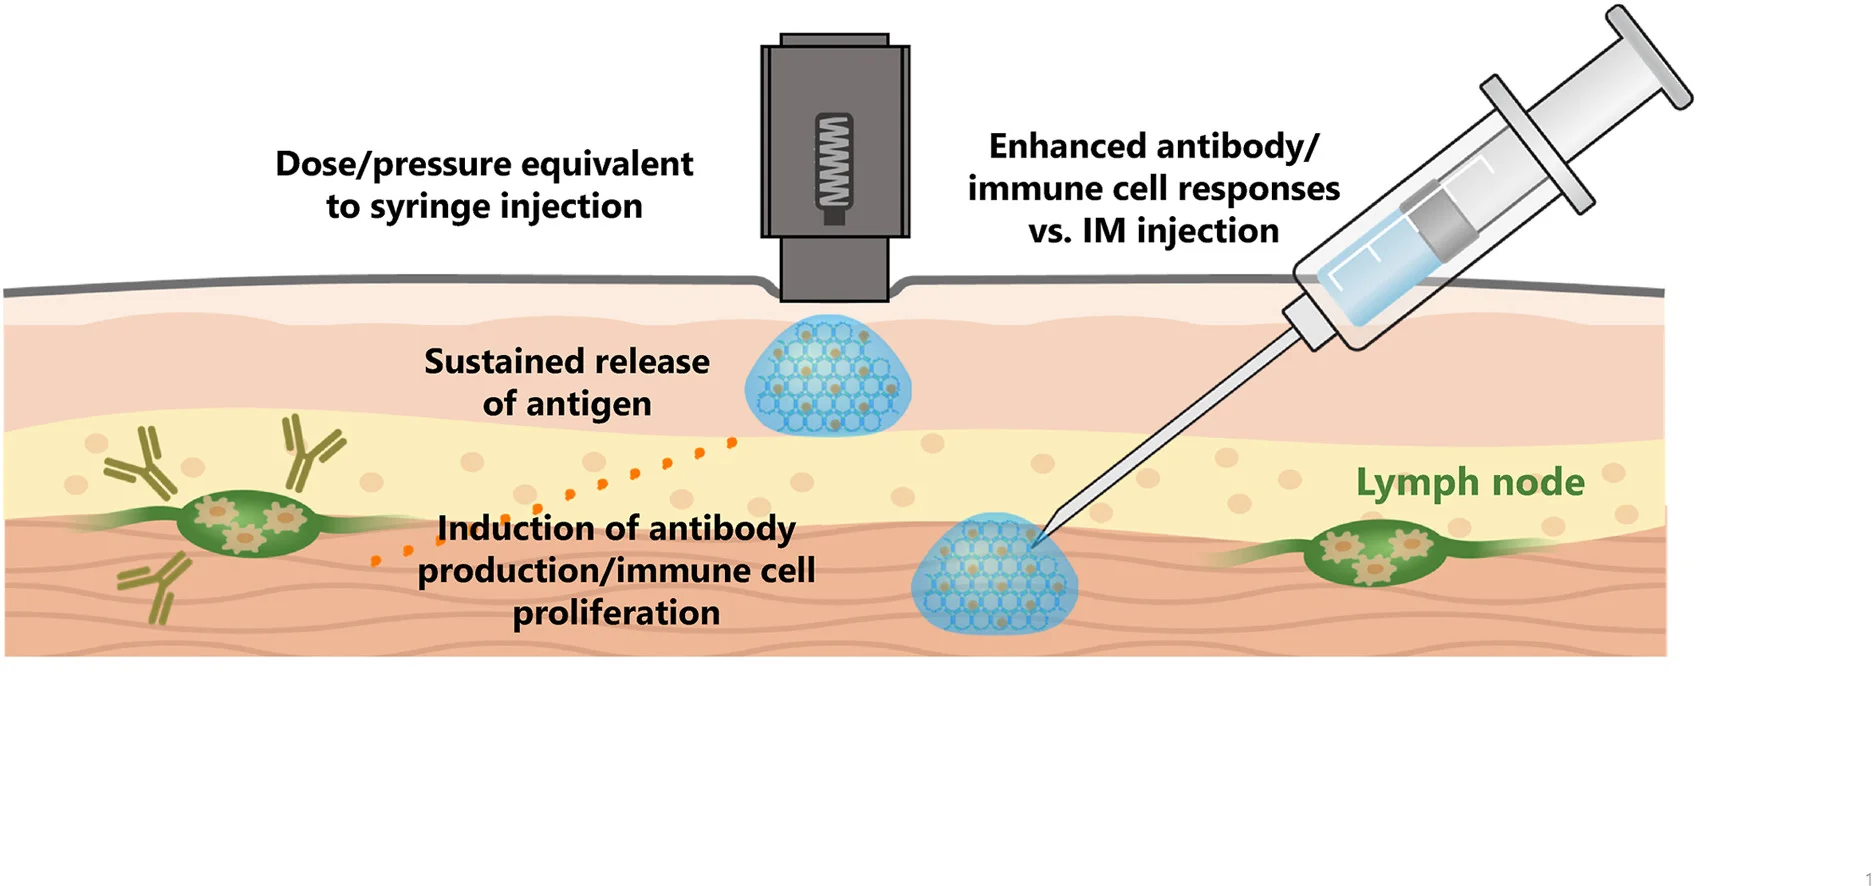 Dose/pressure equivalent
to syringe injection
Enhanced antibody/
immune cell responses
vs. IM injection
Sustained release
of antigen
Lymph node
Induction of antibody
production/immune cell
proliferation
1